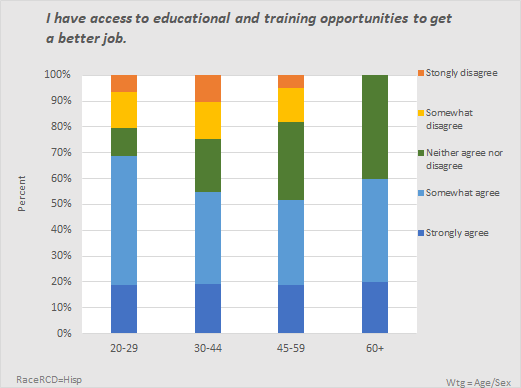 I have access to educational and training opportunities to get
a better job.
100%
90%
80%
70%
60%
50%
40%
30%
20%
10%
0%
Percent
20-29
30-44
45-59
60+
Stongly disagree
Somewhat
disagree
Neither agree nor
disagree
Somewhat agree
Strongly agree
RaceRCD=Hisp
Wtg = Age/Sex